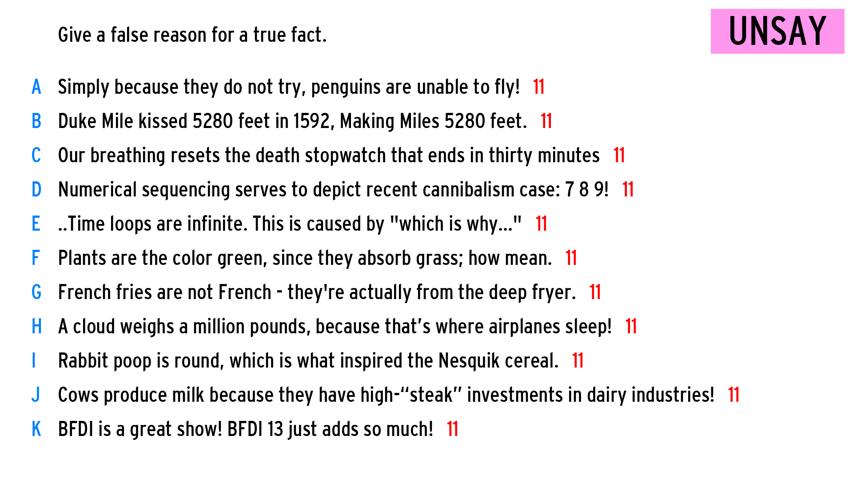 Give a false reason for a true fact.
UNSAY
A Simply because they do not try, penguins are unable to fly! 11
B Duke Mile kissed 5280 feet in 1592, Making Miles 5280 feet. 11
C Our breathing resets the death stopwatch that ends in thirty minutes 11
D Numerical sequencing serves to depict recent cannibalism case: 7 8 9! 11
E ..Time loops are infinite. This is caused by "which is why..." 11
F Plants are the color green, since they absorb grass; how mean. 11
G French fries are not French - they're actually from the deep fryer. 11
H A cloud weighs a million pounds, because that’s where airplanes sleep! 11
I Rabbit poop is round, which is what inspired the Nesquik cereal. 11
J Cows produce milk because they have high-“steak” investments in dairy industries! 11
K BFDI is a great show! BFDI 13 just adds so much! 11